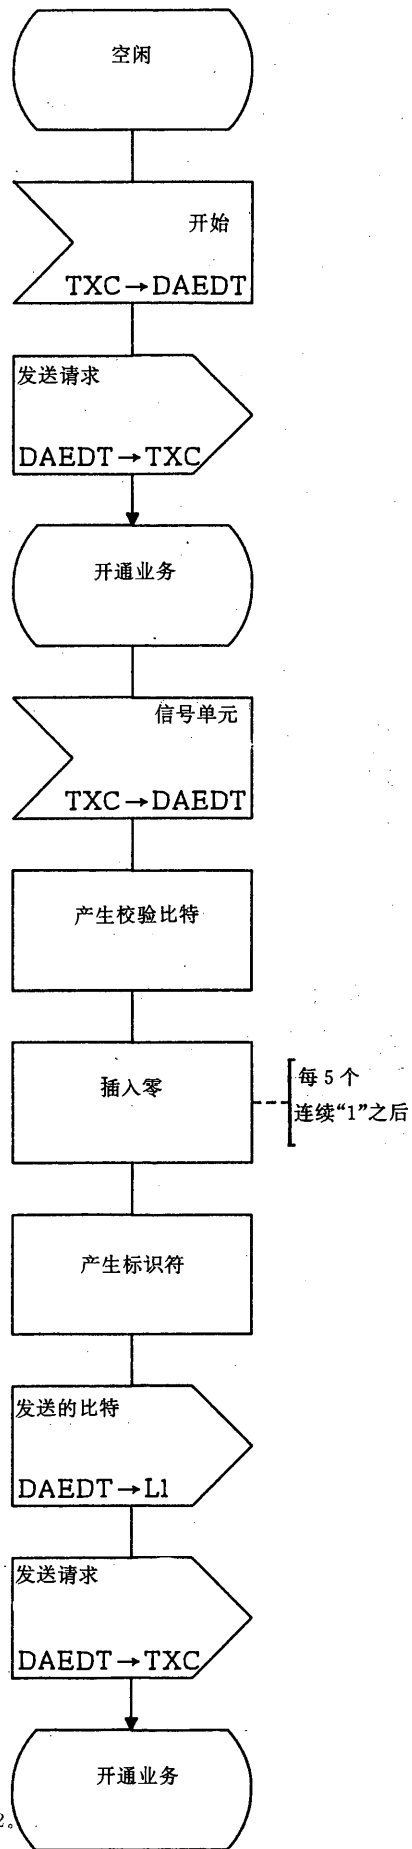 空闲
开始
TXC→DAEDT
发送请求
DAEDT→TXC
开通业务
信号单元
TXC→DAEDT
产生校验比特
插入零
每5个
连续“1”之后
产生标识符
发送的比特
DAEDT→L1
发送请求
DAEDT→TXC
开通业务
2。